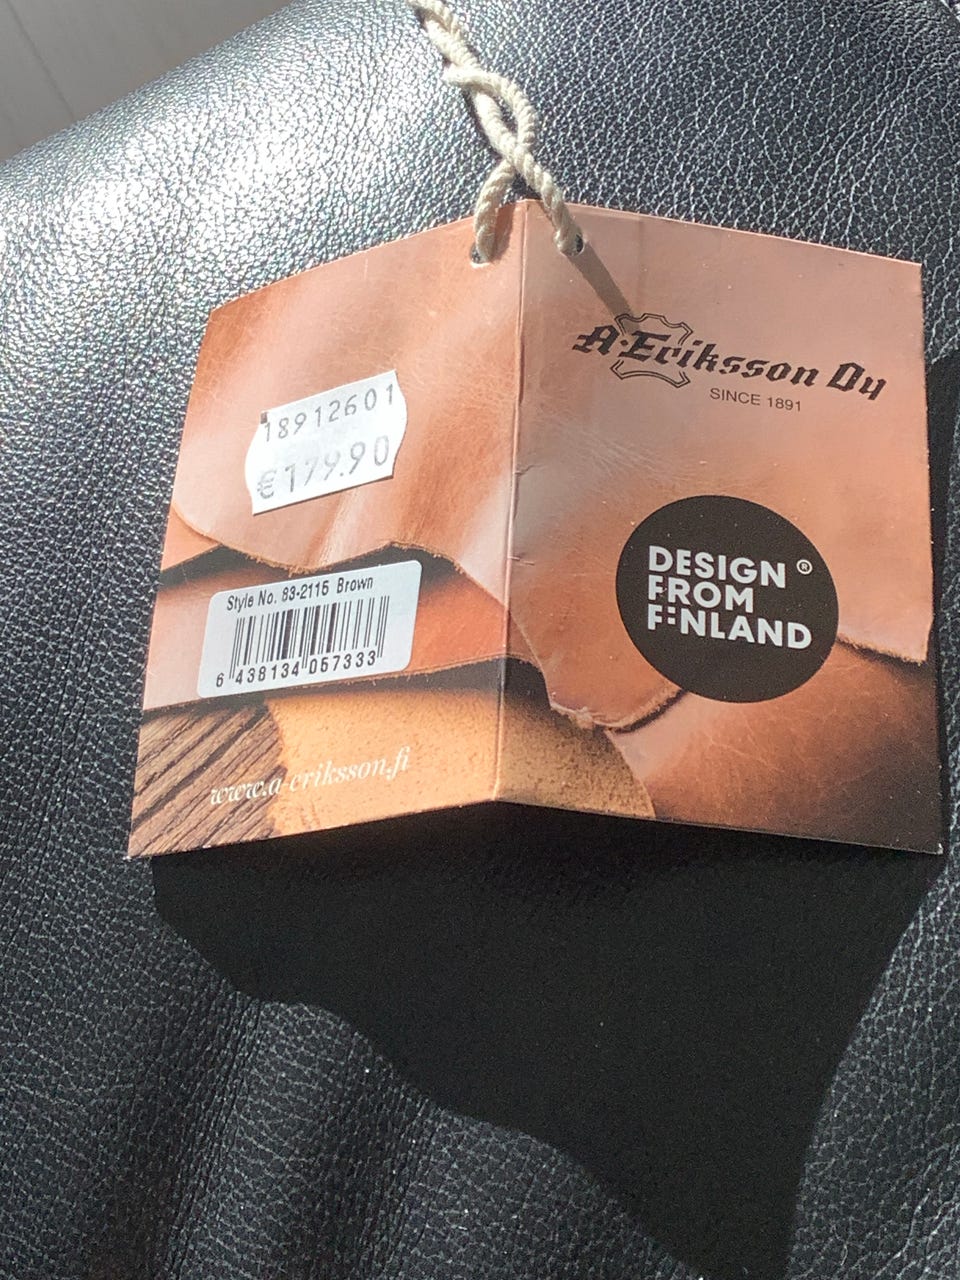 18912601
€179.90
Style No. 83-2115 Brown
6 438134 057333
www.a-eriksson.fi
A·Eriksson Oy
SINCE 1891
DESIGN ®
FROM
FINLAND